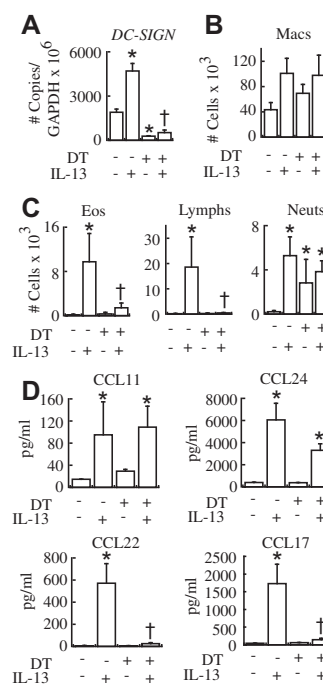 A
DC-SIGN
# Copies/
GAPDH x 10^6
6000
3000
0
* * †
DT - - + +
IL-13 - + - +
B
Macs
# Cells x 10^3
120
80
40
0
DT - - + +
IL-13 - + - +
C
Eos
# Cells x 10^3
16
8
0
* †
DT - - + +
IL-13 - + - +
Lymphs
30
20
10
0
* †
- - + +
- + - +
Neuts
8
4
0
* * *
- - + +
- + - +
D
CCL11
pg/ml
160
120
80
40
0
* *
DT - - + +
IL-13 - + - +
CCL24
pg/ml
8000
6000
4000
2000
0
* *
DT - - + +
IL-13 - + - +
CCL22
pg/ml
800
600
400
200
0
* †
DT - - + +
IL-13 - + - +
CCL17
pg/ml
2500
2000
1500
1000
500
0
* †
DT - - + +
IL-13 - + - +